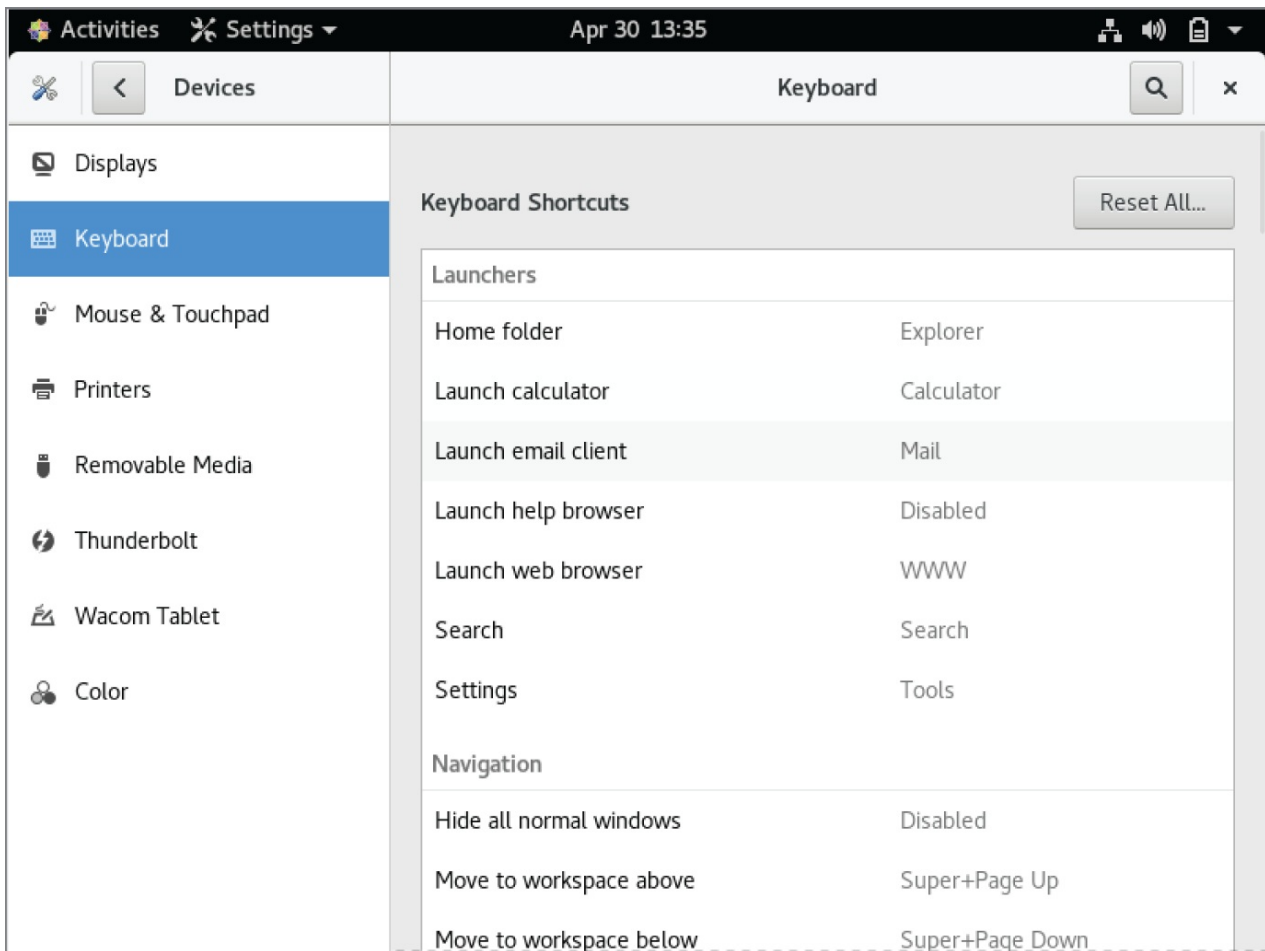 Activities Settings Apr 30 13:35
Devices Keyboard
Displays
Keyboard
Mouse & Touchpad
Printers
Removable Media
Thunderbolt
Wacom Tablet
Color
Keyboard Shortcuts Reset All...
Launchers
Home folder Explorer
Launch calculator Calculator
Launch email client Mail
Launch help browser Disabled
Launch web browser WWW
Search Search
Settings Tools
Navigation
Hide all normal windows Disabled
Move to workspace above Super+Page Up
Move to workspace below Super+Page Down